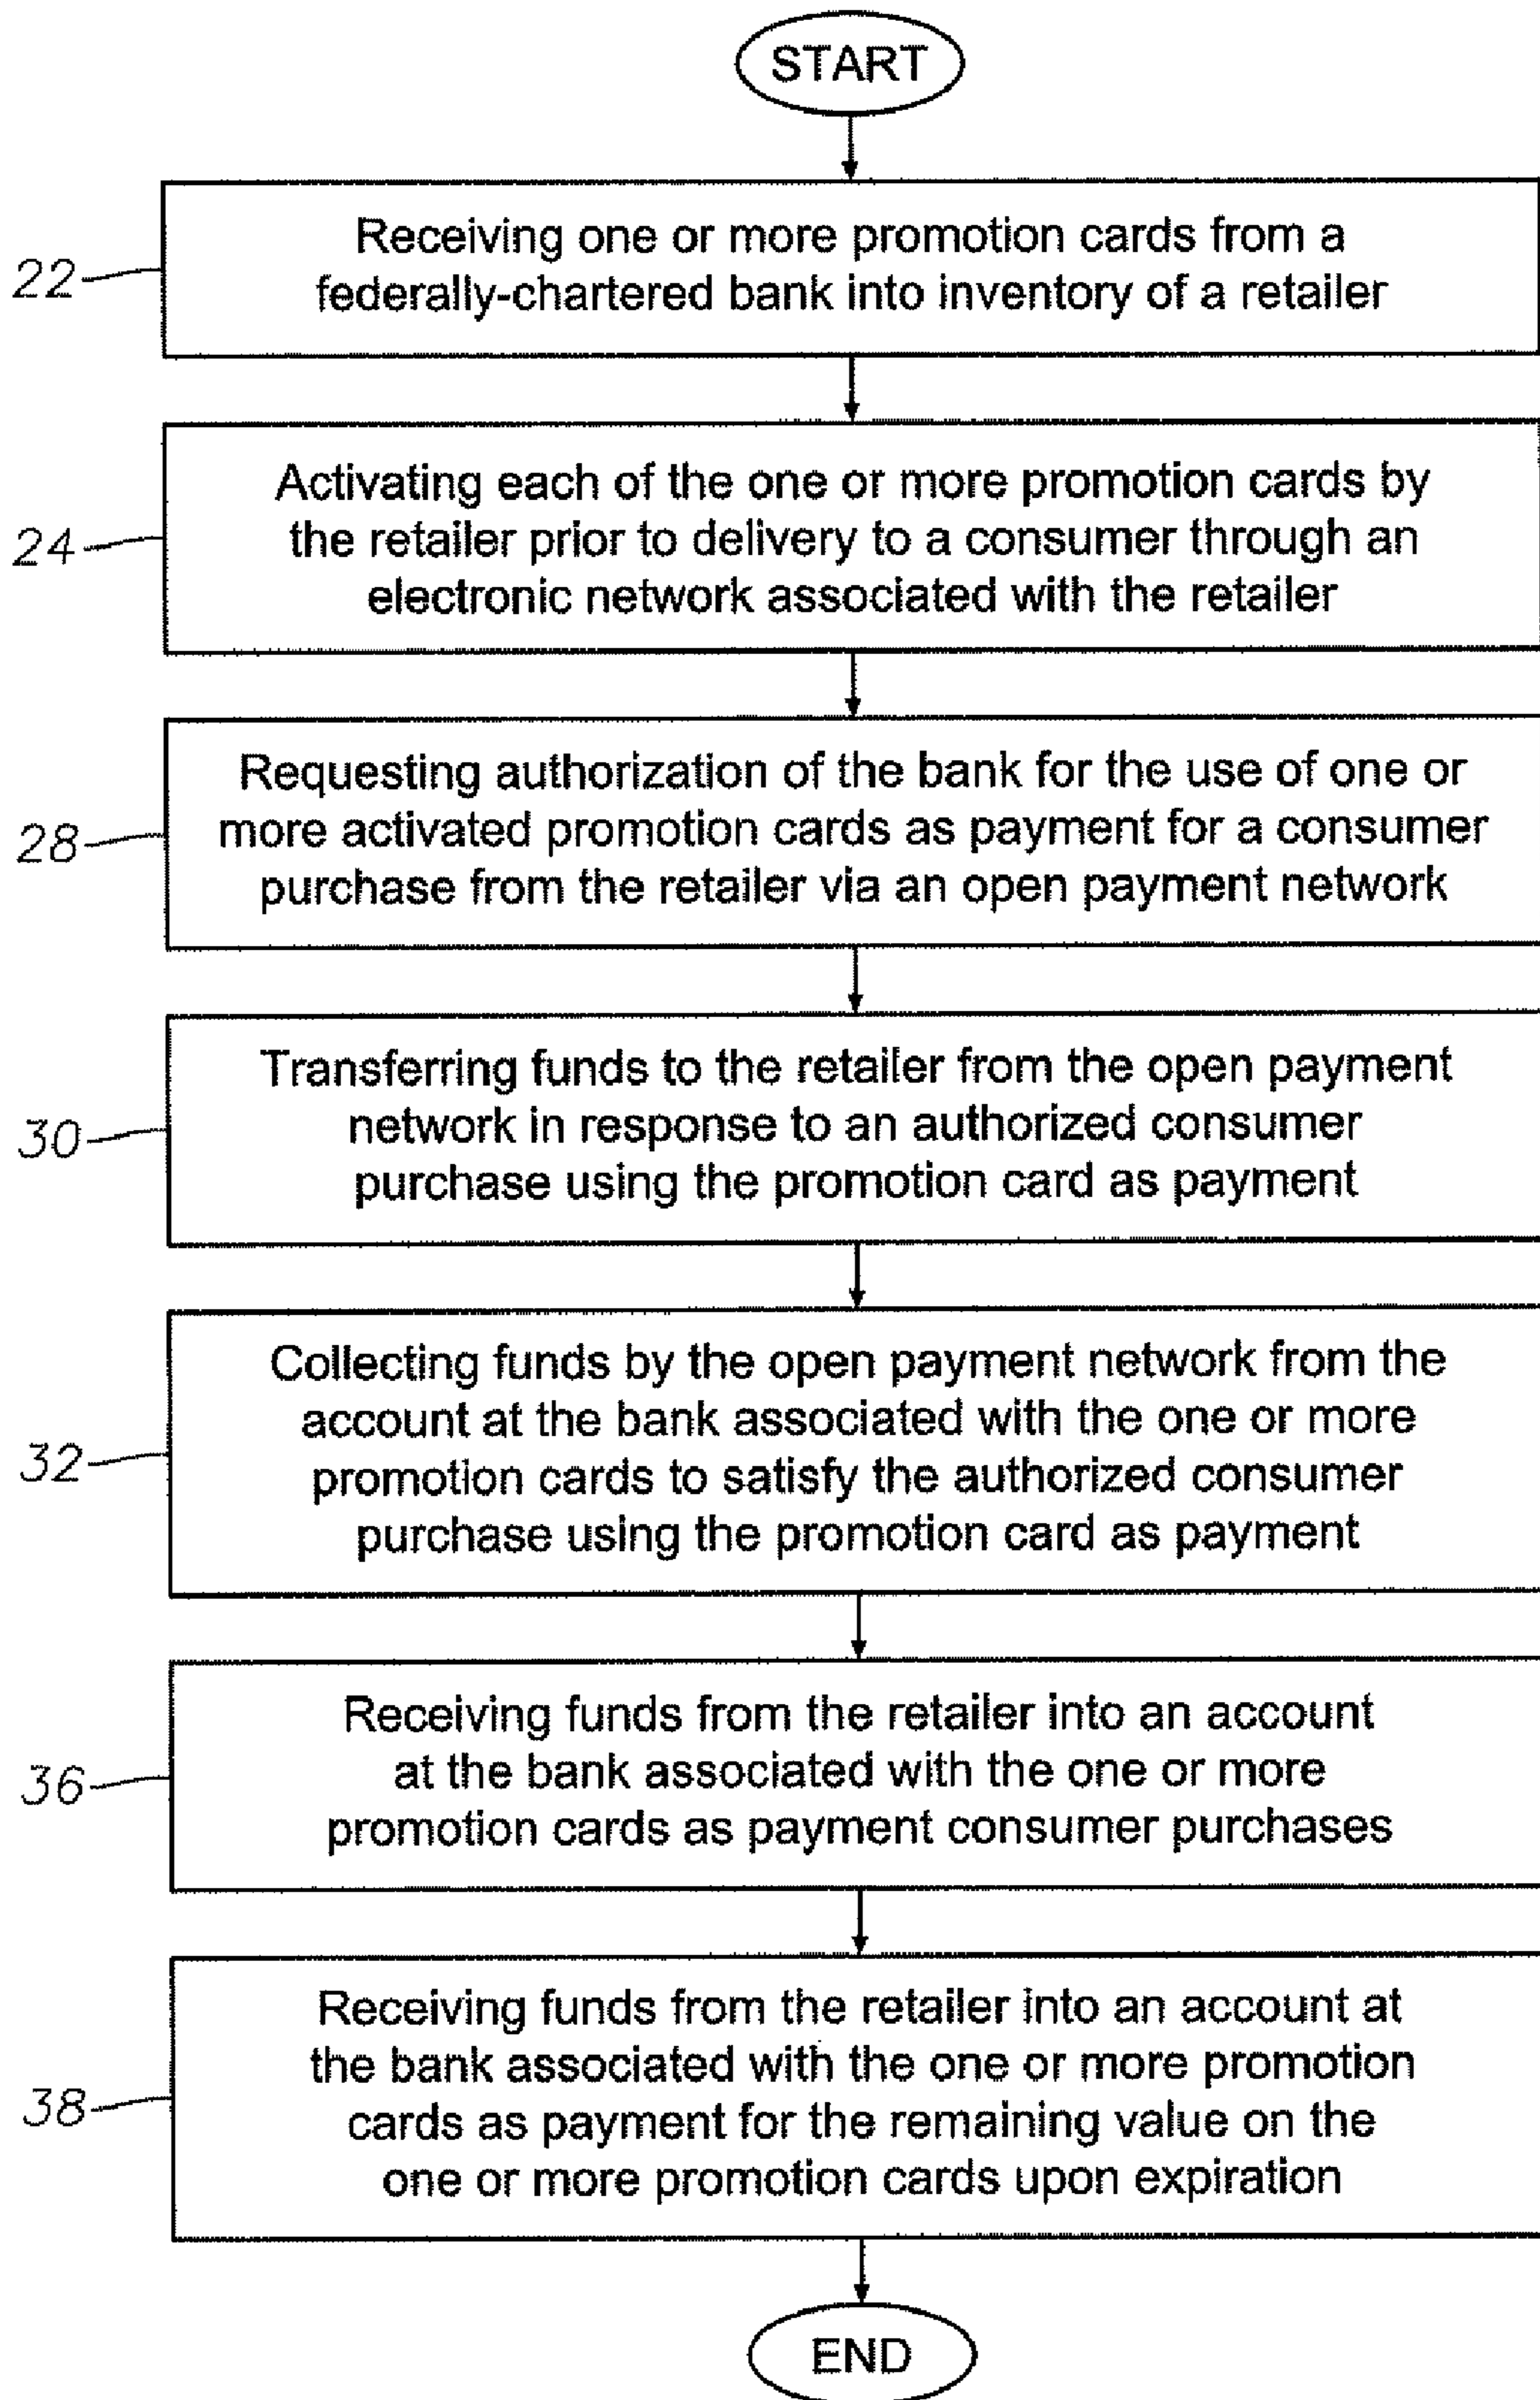 START
22
Receiving one or more promotion cards from a
federally-chartered bank into inventory of a retailer
24
Activating each of the one or more promotion cards by
the retailer prior to delivery to a consumer through an
electronic network associated with the retailer
28
Requesting authorization of the bank for the use of one or
more activated promotion cards as payment for a consumer
purchase from the retailer via an open payment network
30
Transferring funds to the retailer from the open payment
network in response to an authorized consumer
purchase using the promotion card as payment
32
Collecting funds by the open payment network from the
account at the bank associated with the one or more
promotion cards to satisfy the authorized consumer
purchase using the promotion card as payment
36
Receiving funds from the retailer into an account
at the bank associated with the one or more
promotion cards as payment consumer purchases
38
Receiving funds from the retailer into an account at
the bank associated with the one or more promotion
cards as payment for the remaining value on the
one or more promotion cards upon expiration
END